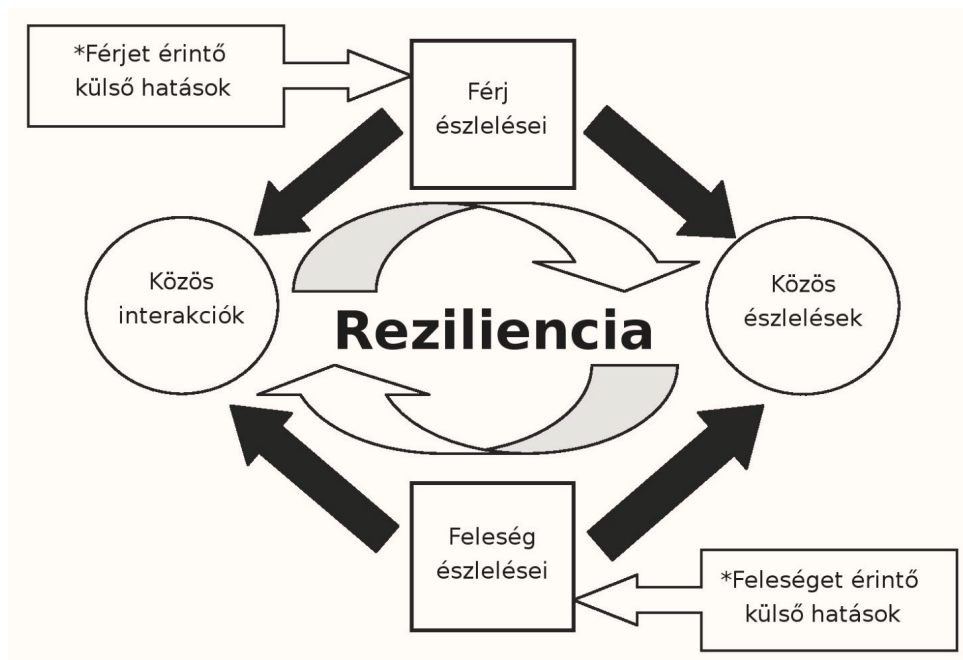 *Férjet érintő
külső hatások
Férj
észlelései
Közös
interakciók
Reziliencia
Közös
észlelések
Feleség
észlelései
*Feleséget érintő
külső hatások